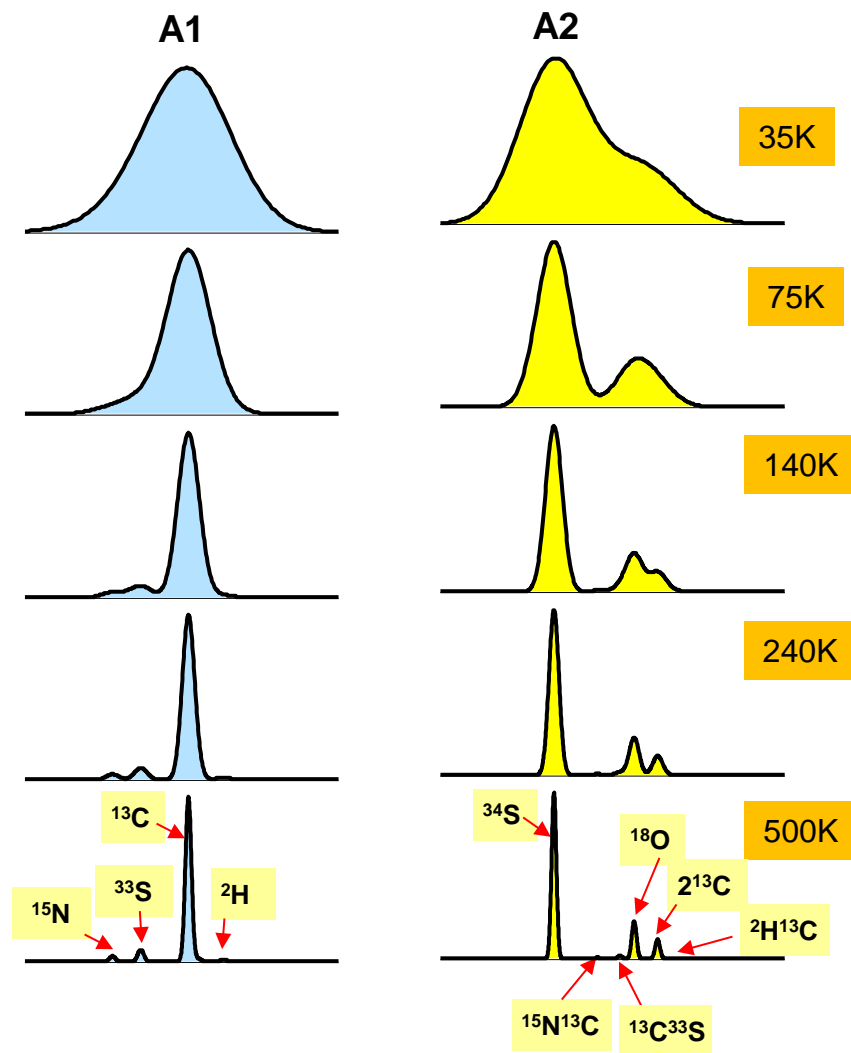 A1
A2
35K
75K
140K
240K
500K
¹³C
³³S
²H
¹⁵N
³⁴S
¹⁸O
2¹³C
²H¹³C
¹⁵N¹³C
¹³C³³S